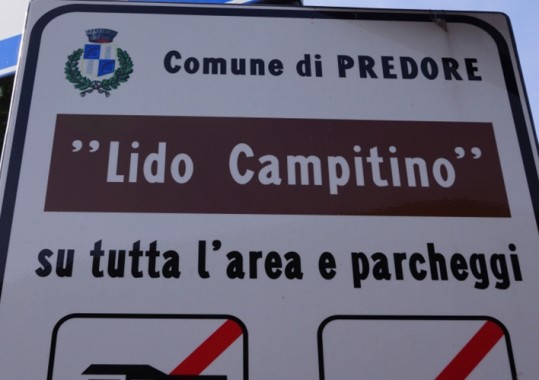 Comune di PREDORE
"Lido Campitino"
su tutta l'area e parcheggi